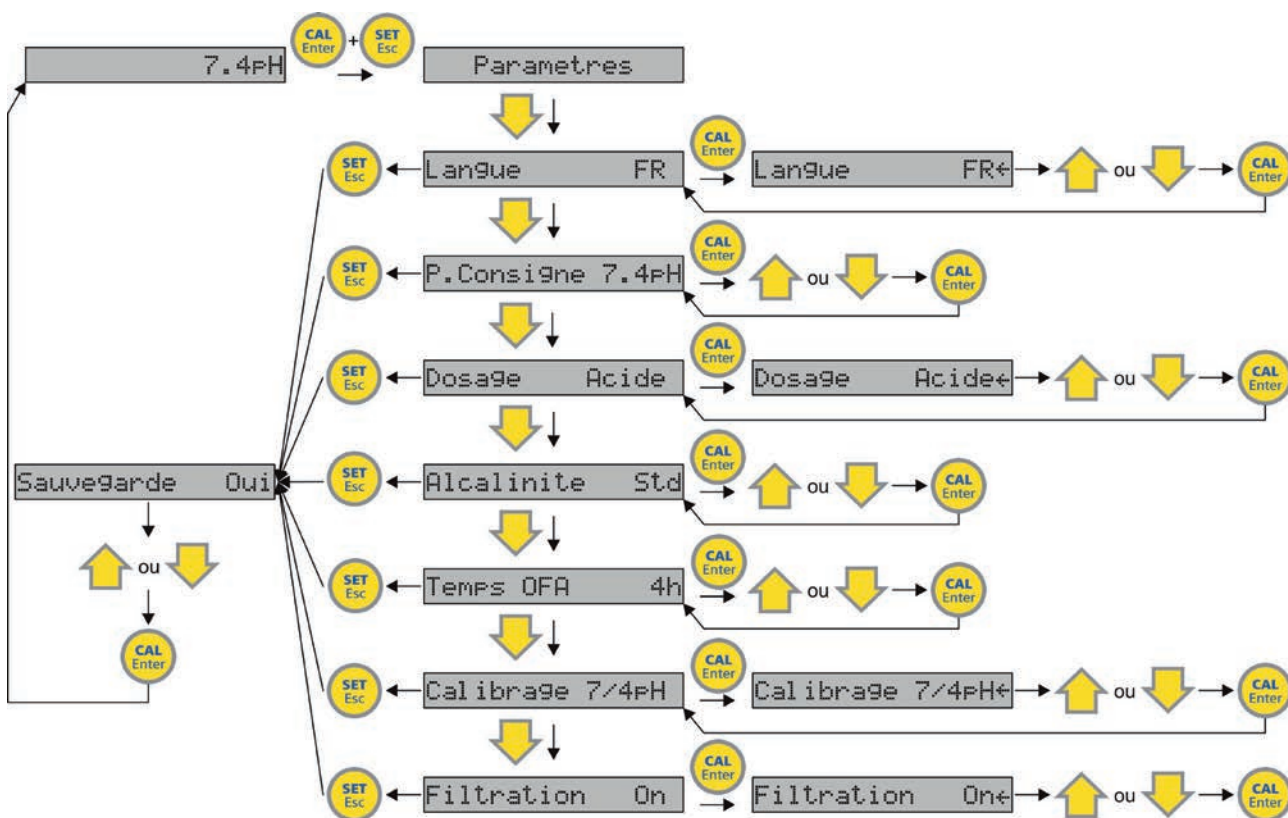 7.4pH CAL Enter + SET Esc Parametres
SET Esc Langue FR CAL Enter Langue FR← ou CAL Enter
SET Esc P.Consigne 7.4pH CAL Enter ou CAL Enter
SET Esc Dosage Acide CAL Enter Dosage Acide← ou CAL Enter
Sauvegarde Oui SET Esc Alcalinite Std CAL Enter ou CAL Enter
ou
SET Esc Temps OFA 4h CAL Enter ou CAL Enter
CAL Enter
SET Esc Calibrage 7/4pH CAL Enter Calibrage 7/4pH← ou CAL Enter
SET Esc Filtration On CAL Enter Filtration On← ou CAL Enter